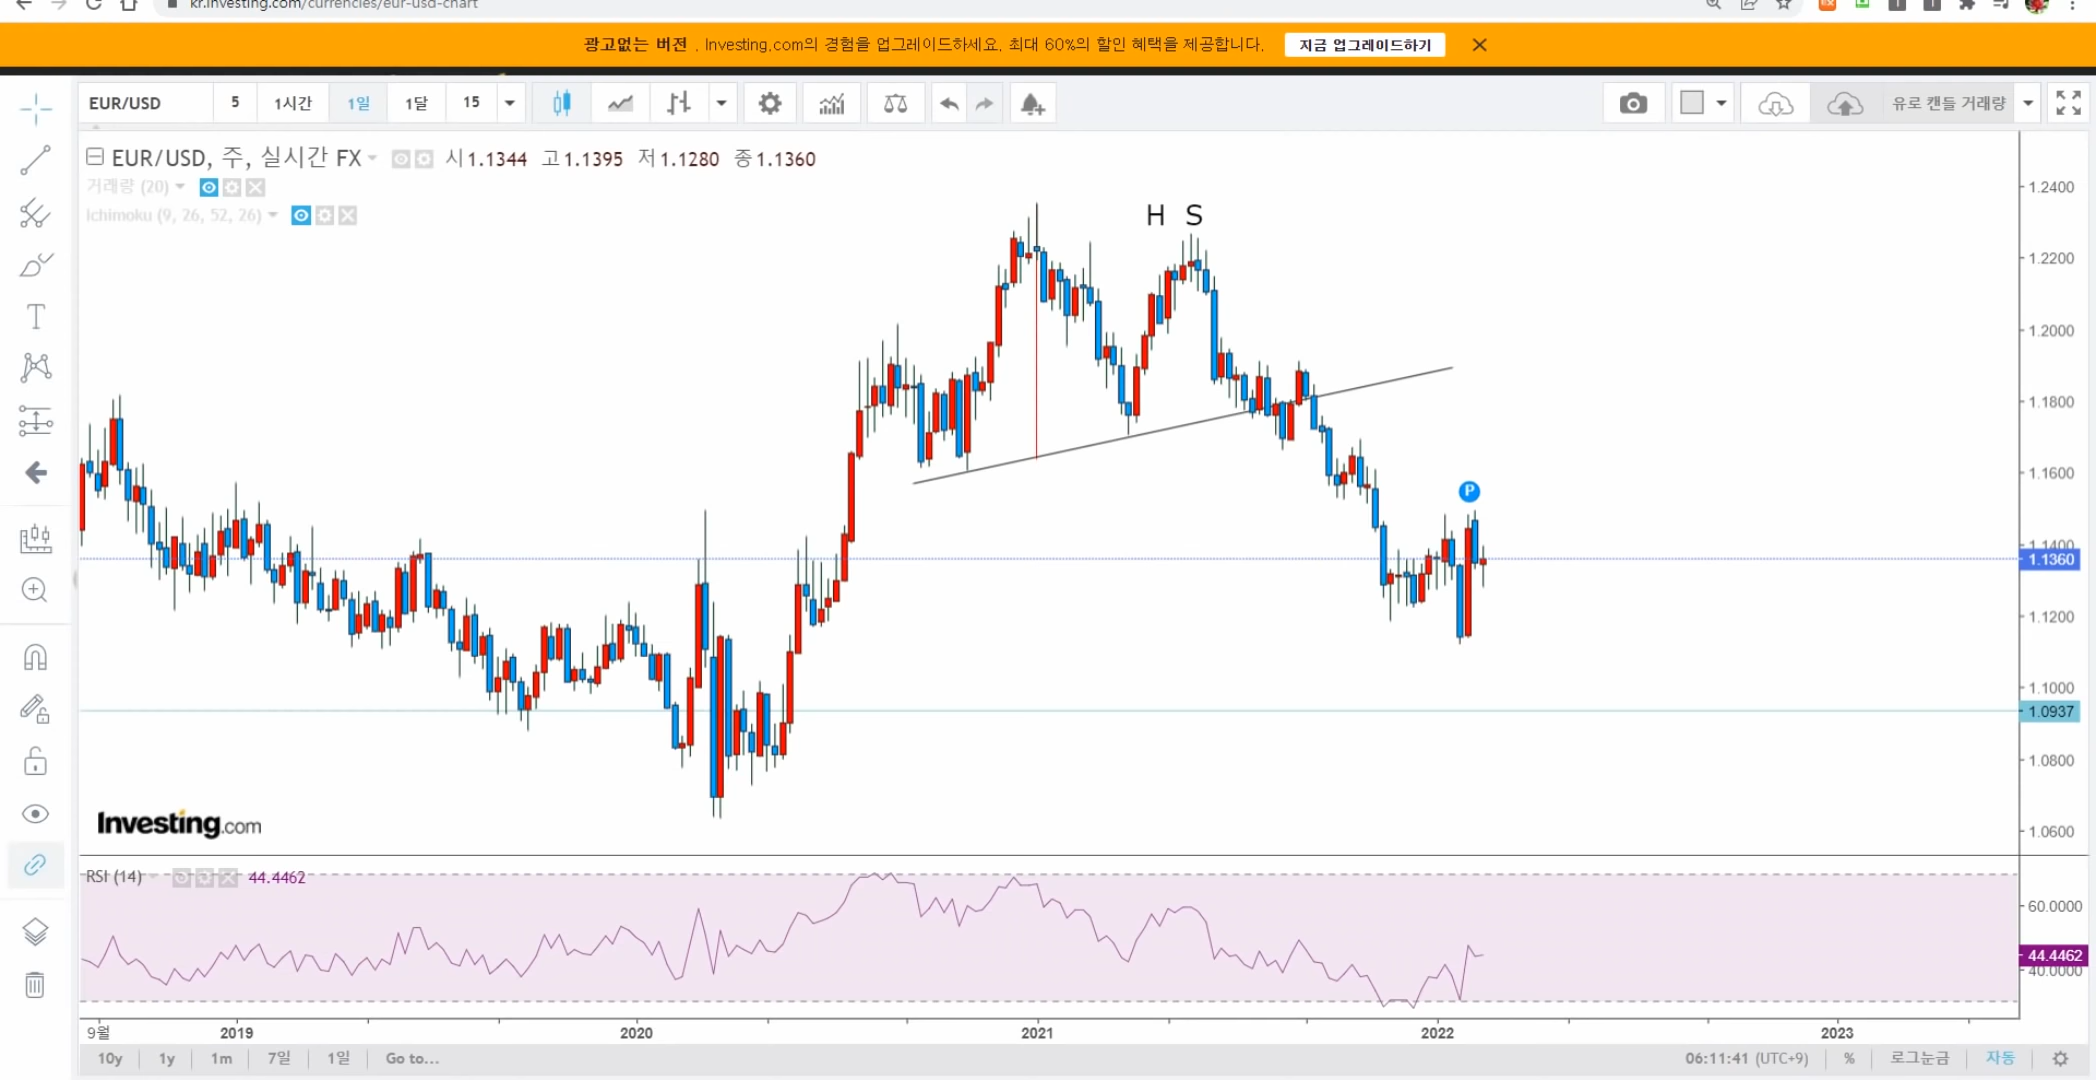 kr.investing.com/currencies/eur-usd-chart
광고없는 버전 . Investing.com의 경험을 업그레이드하세요. 최대 60%의 할인 혜택을 제공합니다. 지금 업그레이드하기
EUR/USD 5 1시간 1일 1달 15 유로 캔들 거래량
EUR/USD, 주, 실시간 FX 시1.1344 고1.1395 저1.1280 종1.1360
거래량 (20)
Ichimoku (9, 26, 52, 26)
H S
P
1.2400
1.2200
1.2000
1.1800
1.1600
1.1400
1.1360
1.1200
1.1000
1.0937
1.0800
1.0600
Investing.com
RSI (14) 44.4462
60.0000
44.4462
40.0000
9월 2019 2020 2021 2022 2023
10y 1y 1m 7일 1일 Go to... 06:11:41 (UTC+9) % 로그눈금 자동